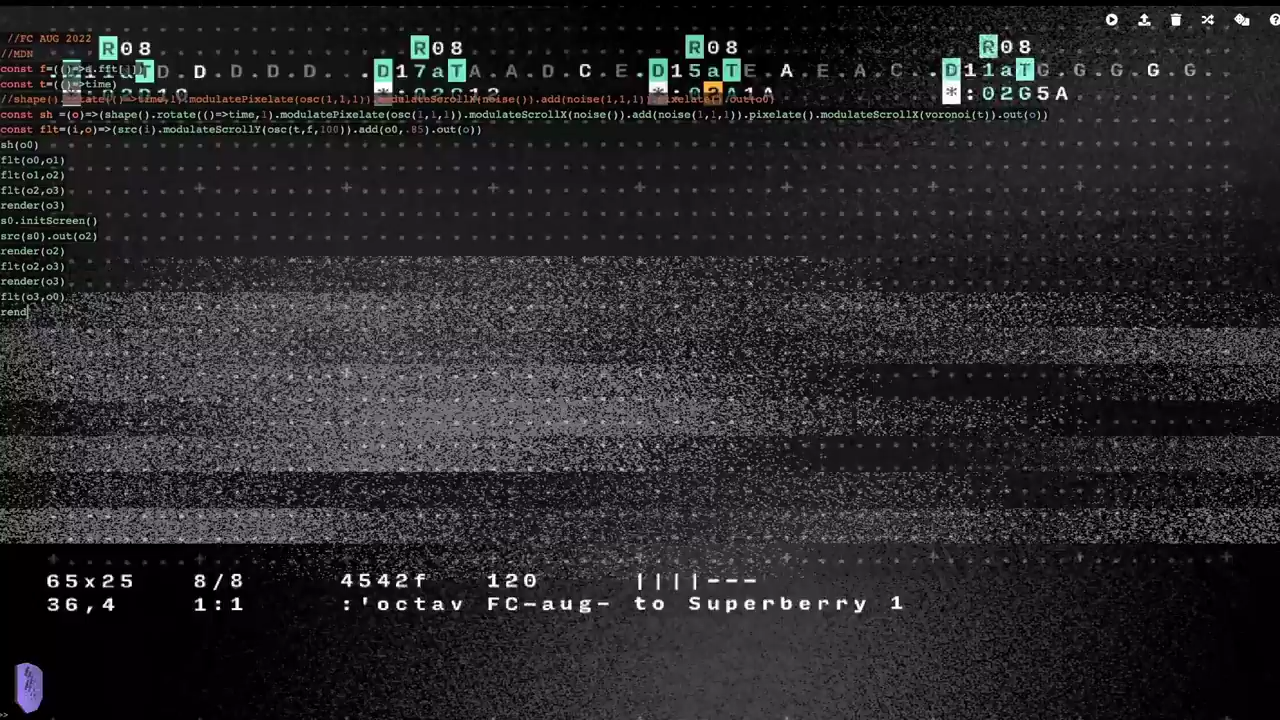 //FC AUG 2022
R08 R08 R08 R08
//MDN
D.D.D.D.D D17aTA.A.D.C.E. D15aTE.A E.A.C. D11aTG.G.G.G.G.
const t=(()=>time)
*:02G5A
const sh =(o)=>(shape().rotate(()=>time,1).modulatePixelate(osc(1,1,1)).modulateScrollX(noise()).add(noise(1,1,1)).pixelate().modulateScrollX(voronoi(t)).out(o))
const flt=(i,o)=>(src(i).modulateScrollY(osc(t,f,100)).add(o0,.85).out(o))
sh(o0)
flt(o0,o1)
flt(o1,o2)
flt(o2,o3)
render(o3)
s0.initScreen()
src(s0).out(o2)
render(o2)
flt(o2,o3)
render(o3)
flt(o3,o0)
rend
65x25 8/8 4542f 120 ||||---
36,4 1:1 :'octav FC-aug- to Superberry 1
>>